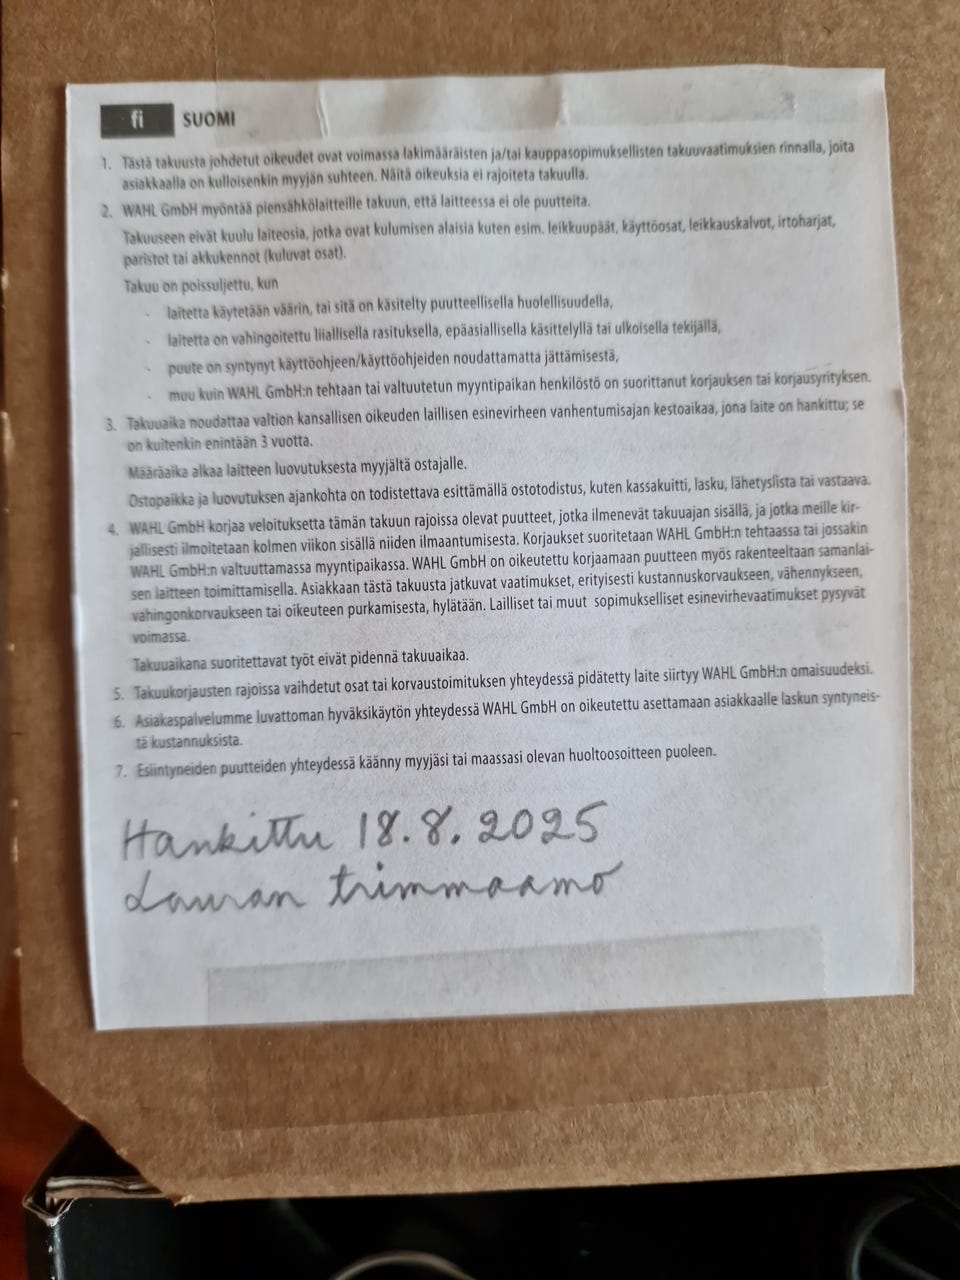 fi SUOMI
1. Tästä takuusta johdetut oikeudet ovat voimassa lakimääräisten ja/tai kauppasopimuksellisten takuuvaatimuksien rinnalla, joita
asiakkaalla on kulloisenkin myyjän suhteen. Näitä oikeuksia ei rajoiteta takuulla.
2. WAHL GmbH myöntää piensähkölaitteille takuun, että laitteessa ei ole puutteita.
Takuuseen eivät kuulu laiteosia, jotka ovat kulumisen alaisia kuten esim. leikkuupäät, käyttöosat, leikkauskalvot, irtoharjat,
paristot tai akkukennot (kuluvat osat).
Takuu on poissuljettu, kun
- laitetta käytetään väärin, tai sitä on käsitelty puutteellisella huolellisuudella,
- laitetta on vahingoitettu liiallisella rasituksella, epäasiallisella käsittelyllä tai ulkoisella tekijällä,
- puute on syntynyt käyttöohjeen/käyttöohjeiden noudattamatta jättämisestä,
- muu kuin WAHL GmbH:n tehtaan tai valtuutetun myyntipaikan henkilöstö on suorittanut korjauksen tai korjausyrityksen.
3. Takuuaika noudattaa valtion kansallisen oikeuden laillisen esinevirheen vanhentumisajan kestoaikaa, jona laite on hankittu; se
on kuitenkin enintään 3 vuotta.
Määräaika alkaa laitteen luovutuksesta myyjältä ostajalle.
Ostopaikka ja luovutuksen ajankohta on todistettava esittämällä ostotodistus, kuten kassakuitti, lasku, lähetyslista tai vastaava.
4. WAHL GmbH korjaa veloituksetta tämän takuun rajoissa olevat puutteet, jotka ilmenevät takuuajan sisällä, ja jotka meille kir-
jallisesti ilmoitetaan kolmen viikon sisällä niiden ilmaantumisesta. Korjaukset suoritetaan WAHL GmbH:n tehtaassa tai jossakin
WAHL GmbH:n valtuuttamassa myyntipaikassa. WAHL GmbH on oikeutettu korjaamaan puutteen myös rakenteeltaan samanlai-
sen laitteen toimittamisella. Asiakkaan tästä takuusta jatkuvat vaatimukset, erityisesti kustannuskorvaukseen, vähennykseen,
vahingonkorvaukseen tai oikeuteen purkamisesta, hylätään. Lailliset tai muut sopimukselliset esinevirhevaatimukset pysyvät
voimassa.
Takuuaikana suoritettavat työt eivät pidennä takuuaikaa.
5. Takuukorjausten rajoissa vaihdetut osat tai korvaustoimituksen yhteydessä pidätetty laite siirtyy WAHL GmbH:n omaisuudeksi.
6. Asiakaspalvelumme luvattoman hyväksikäytön yhteydessä WAHL GmbH on oikeutettu asettamaan asiakkaalle laskun syntyneis-
tä kustannuksista.
7. Esiintyneiden puutteiden yhteydessä käänny myyjäsi tai maassasi olevan huoltoosoitteen puoleen.
Hankittu 18.8.2025
Lauran trimmaamo